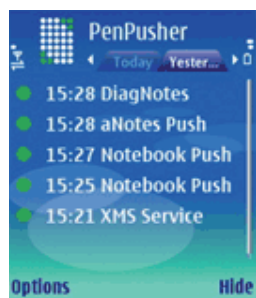 PenPusher
Today Yester...
15:28 DiagNotes
15:28 aNotes Push
15:27 Notebook Push
15:25 Notebook Push
15:21 XMS Service
Options Hide